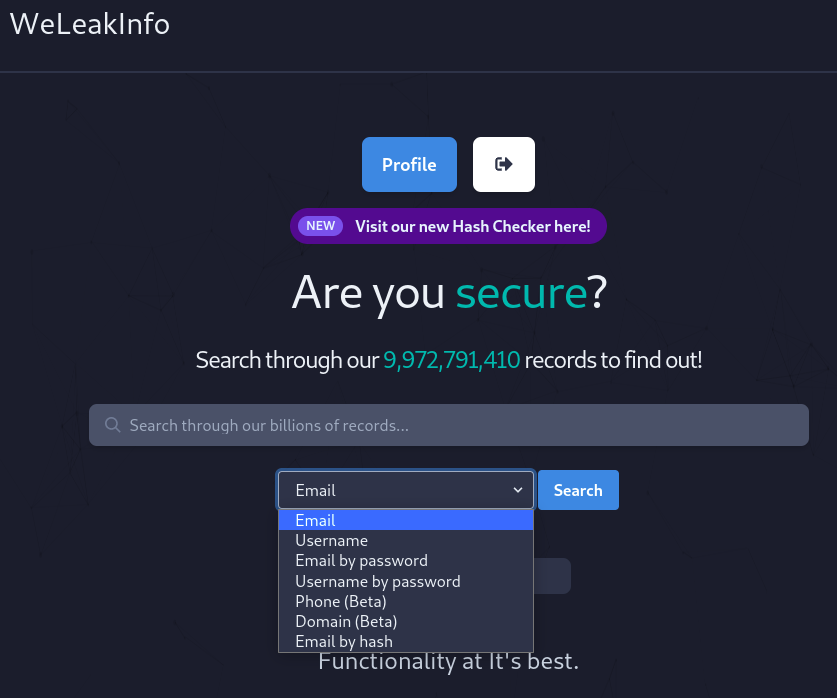 WeLeakInfo
Profile
NEW Visit our new Hash Checker here!
Are you secure?
Search through our 9,972,791,410 records to find out!
Search through our billions of records...
Email Search
Email
Username
Email by password
Username by password
Phone (Beta)
Domain (Beta)
Email by hash
Functionality at It's best.